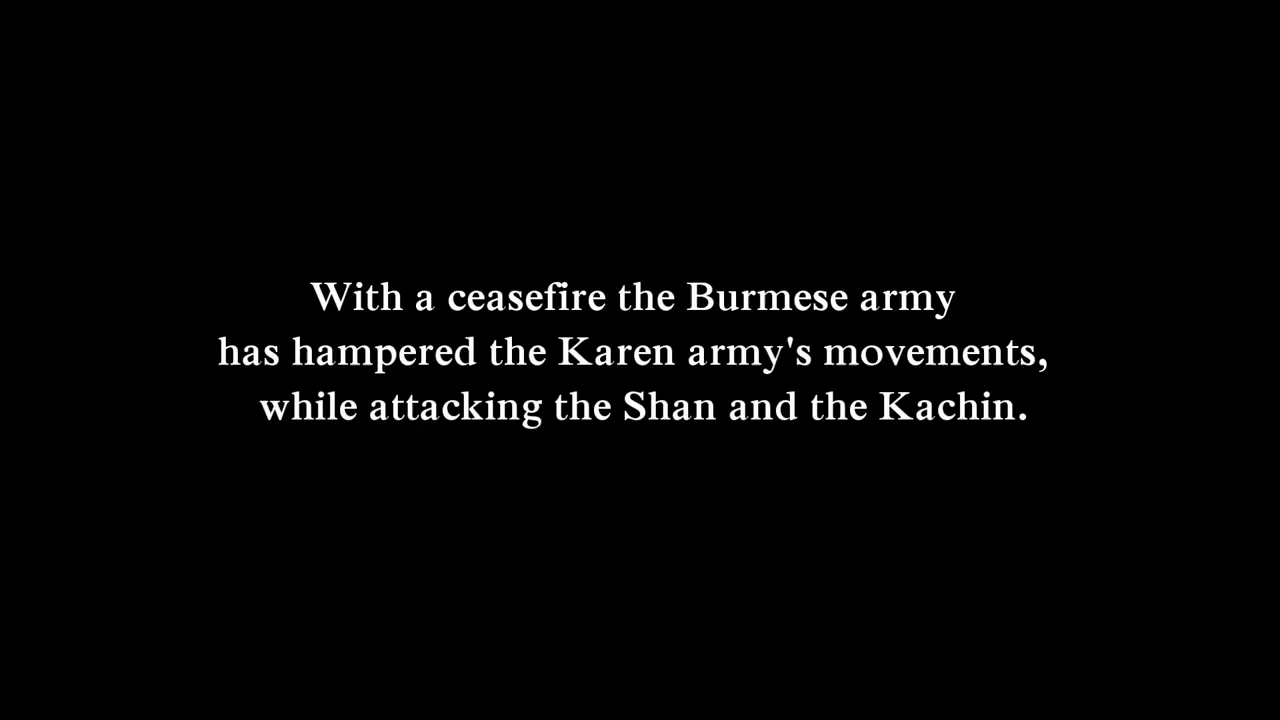 With a ceasefire the Burmese army
has hampered the Karen army's movements,
while attacking the Shan and the Kachin.